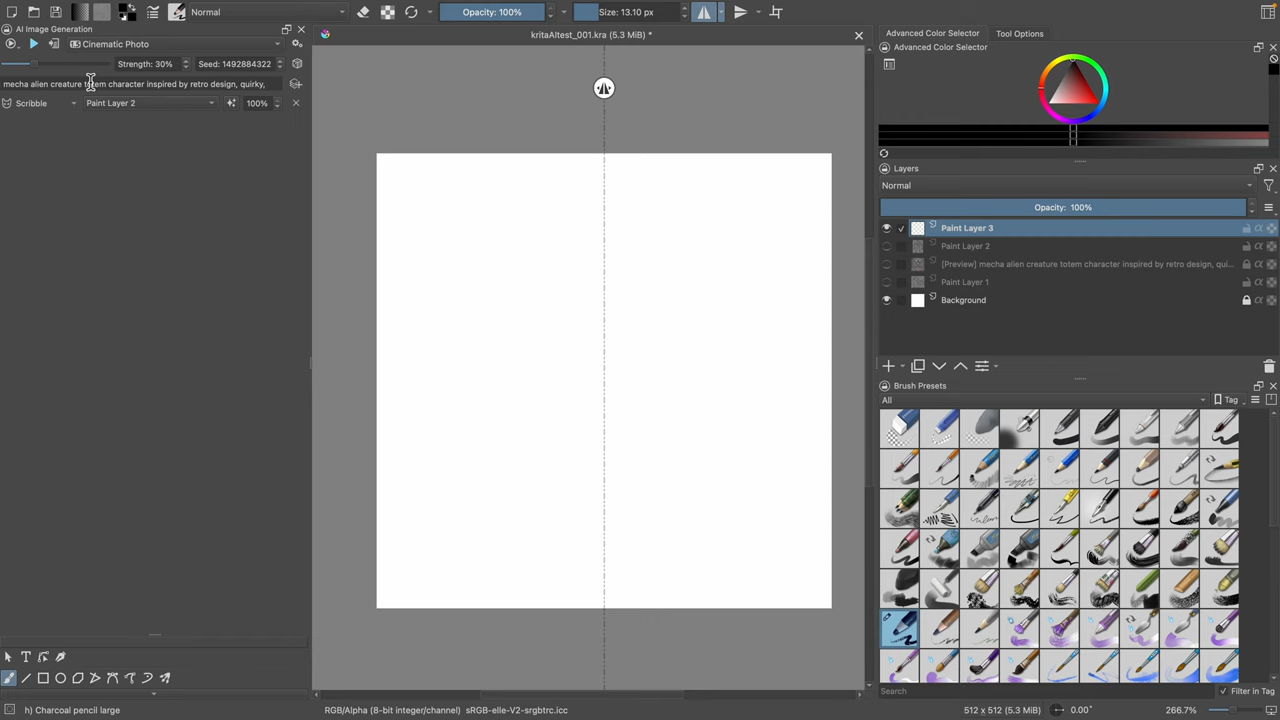 Normal
Opacity: 100%
Size: 13.10 px
AI Image Generation
Cinematic Photo
Strength: 30%
Seed: 1492884322
mecha alien creature totem character inspired by retro design, quirky,
Scribble
Paint Layer 2
100%
kritaAItest_001.kra (5.3 MiB) *
Advanced Color Selector
Tool Options
Advanced Color Selector
Layers
Normal
Opacity: 100%
Paint Layer 3
Paint Layer 2
[Preview] mecha alien creature totem character inspired by retro design, qui...
Paint Layer 1
Background
Brush Presets
All
Tag
Search
Filter in Tag
h) Charcoal pencil large
RGB/Alpha (8-bit integer/channel) sRGB-elle-V2-srgbtrc.icc
512 x 512 (5.3 MiB)
0.00°
266.7%